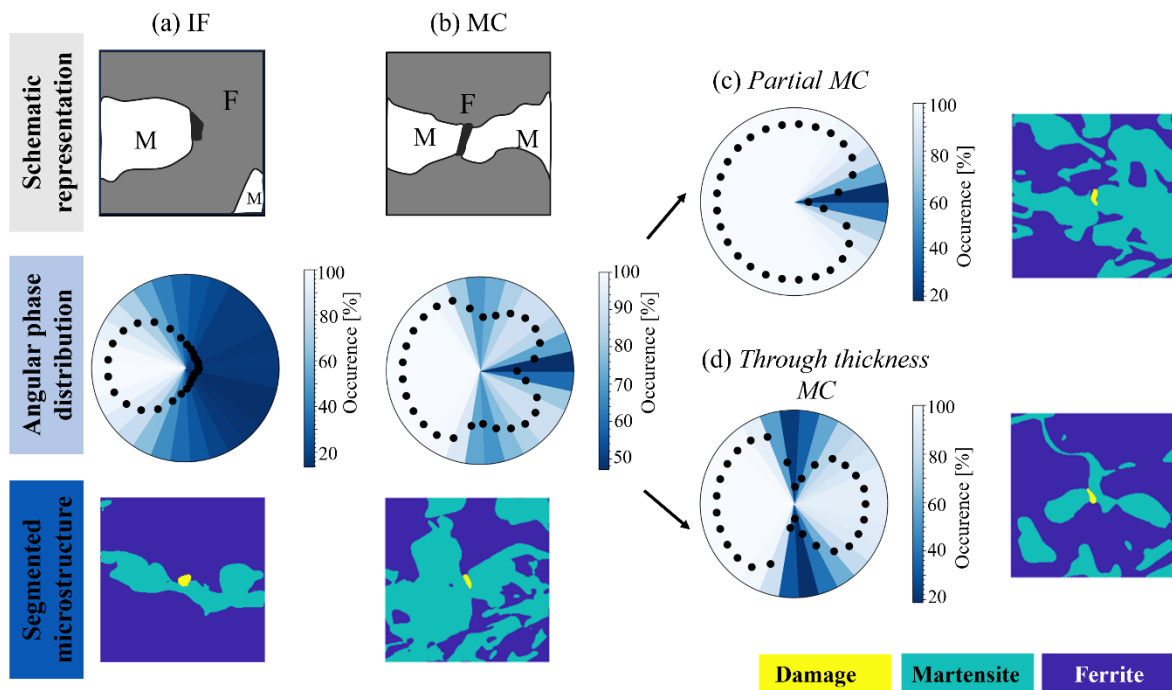 (a) IF
(b) MC
Schematic
representation
F
M
M
F
M
M
(c) Partial MC
100
80
60
40
20
Occurence [%]
Angular phase
distribution
100
80
60
40
20
Occurence [%]
100
90
80
70
60
50
Occurence [%]
(d) Through thickness
MC
100
80
60
40
20
Occurence [%]
Segmented
microstructure
Damage
Martensite
Ferrite